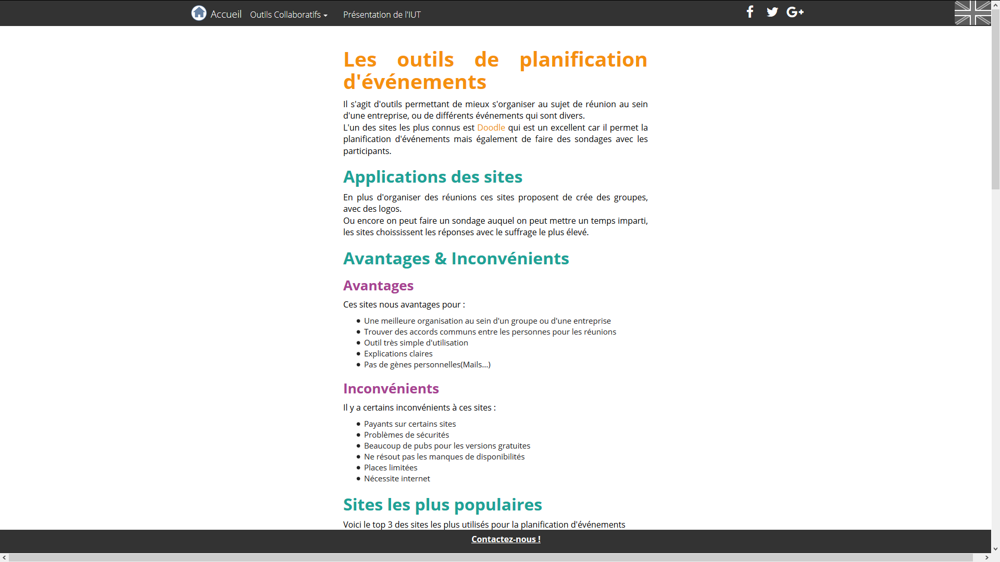 Accueil
Outils Collaboratifs
Présentation de l'IUT
G+
Les outils de planification
d'événements
Il s'agit d'outils permettant de mieux s'organiser au sujet de réunion au sein
d'une entreprise, ou de différents événements qui sont divers.
L'un des sites les plus connus est Doodle qui est un excellent car il permet la
planification d'événements mais également de faire des sondages avec les
participants.
Applications des sites
En plus d'organiser des réunions ces sites proposent de crée des groupes,
avec des logos.
Ou encore on peut faire un sondage auquel on peut mettre un temps imparti,
les sites choississent les réponses avec le suffrage le plus élevé.
Avantages & Inconvénients
Avantages
Ces sites nous avantages pour :
Une meilleure organisation au sein d'un groupe ou d'une entreprise
Trouver des accords communs entre les personnes pour les réunions
Outil très simple d'utilisation
Explications claires
Pas de gènes personnelles(Mails...)
Inconvénients
Il y a certains inconvénients à ces sites :
Payants sur certains sites
Problèmes de sécurités
Beaucoup de pubs pour les versions gratuites
Ne résout pas les manques de disponibilités
Places limitées
Nécessite internet
Sites les plus populaires
Voici le top 3 des sites les plus utilisés pour la planification d'événements
Contactez-nous !